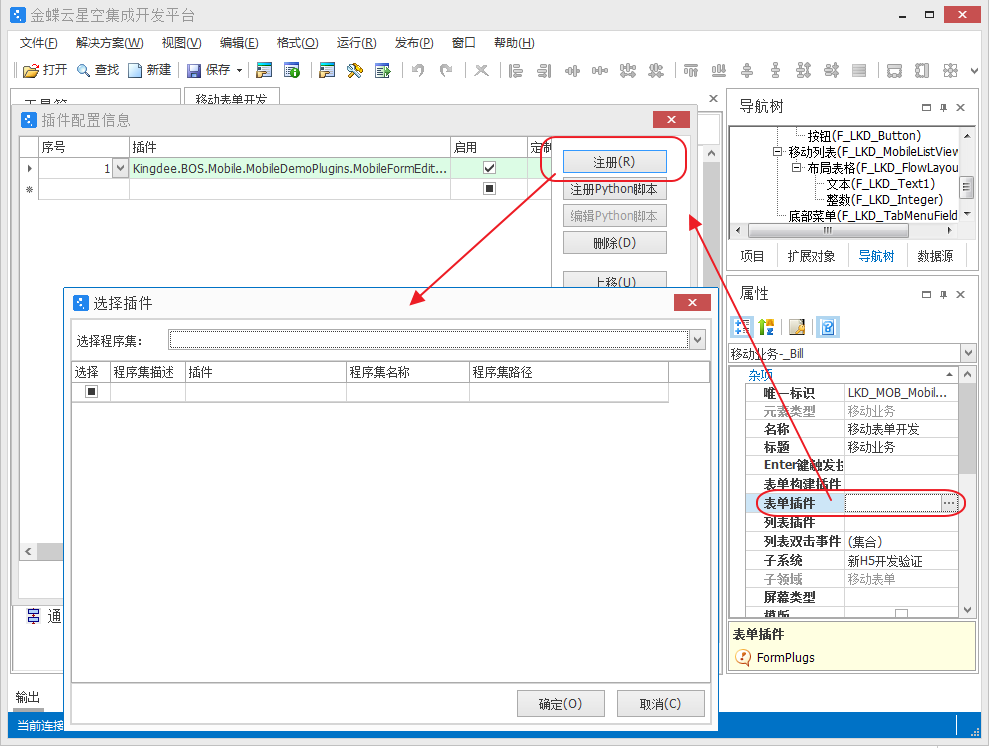 金蝶云星空集成开发平台
文件(F) 解决方案(W) 视图(V) 编辑(E) 格式(O) 运行(R) 发布(P) 窗口 帮助(H)
打开 查找 新建 保存
移动表单开发
插件配置信息
序号 插件 启用 定制
1 Kingdee.BOS.Mobile.MobileDemoPlugins.MobileFormEdit...
注册(R)
注册Python脚本
编辑Python脚本
删除(D)
上移(U)
选择插件
选择程序集:
选择 程序集描述 插件 程序集名称 程序集路径
确定(O) 取消(C)
通
输出
当前连接
导航树
按钮(F_LKD_Button)
移动列表(F_LKD_MobileListView
布局表格(F_LKD_FlowLayou
文本(F_LKD_Text1)
整数(F_LKD_Integer)
底部菜单(F_LKD_TabMenuField
项目 扩展对象 导航树 数据源
属性
移动业务-_Bill
杂项
唯一标识 LKD_MOB_Mobil...
元素类型 移动业务
名称 移动表单开发
标题 移动业务
Enter键触发
表单构建插件
表单插件 ...
列表插件
列表双击事件 (集合)
子系统 新H5开发验证
子领域 移动表单
屏幕类型
模版
表单插件
FormPlugs